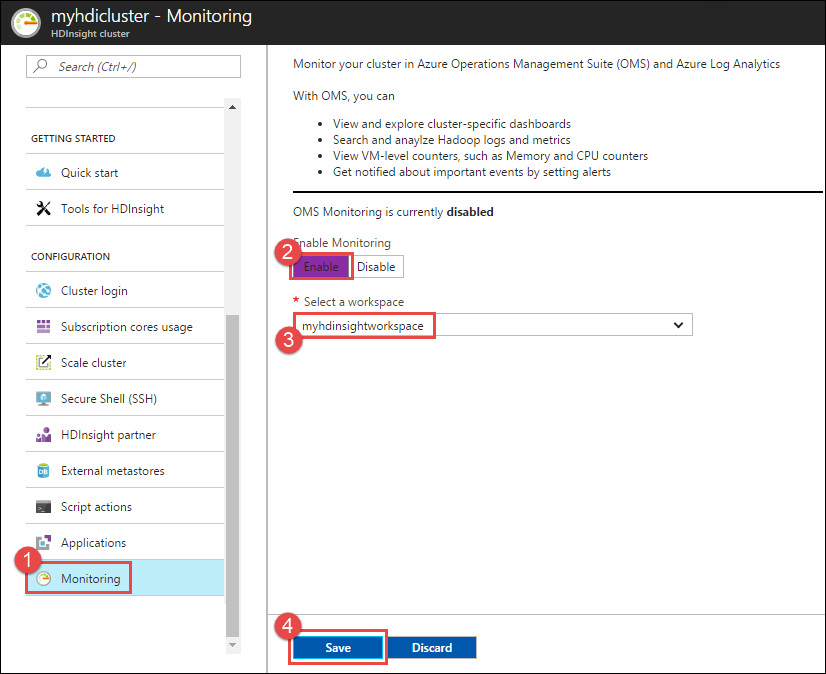 myhdicluster - Monitoring
HDInsight cluster
Search (Ctrl+/)
GETTING STARTED
Quick start
Tools for HDInsight
CONFIGURATION
Cluster login
Subscription cores usage
Scale cluster
Secure Shell (SSH)
HDInsight partner
External metastores
Script actions
Applications
1
Monitoring
Monitor your cluster in Azure Operations Management Suite (OMS) and Azure Log Analytics
With OMS, you can
• View and explore cluster-specific dashboards
• Search and anaylze Hadoop logs and metrics
• View VM-level counters, such as Memory and CPU counters
• Get notified about important events by setting alerts
OMS Monitoring is currently disabled
Enable Monitoring
2
Enable Disable
* Select a workspace
myhdinsightworkspace
3
4
Save Discard